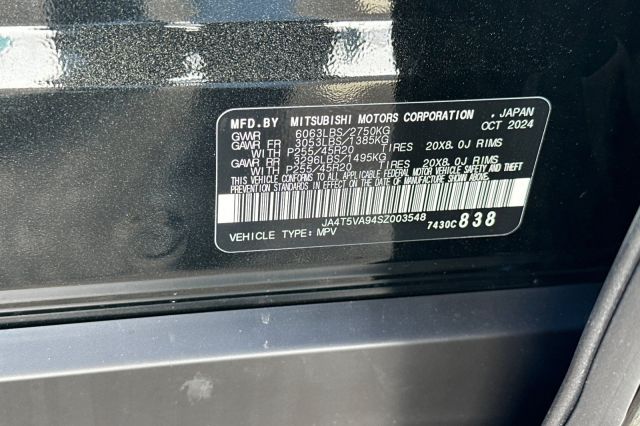 MFD.BY MITSUBISHI MOTORS CORPORATION , JAPAN
GVWR 6063LBS/2750KG OCT 2024
GAWR FR 3053LBS/1385KG
WITH P255/45R20 TIRES 20X8.0J RIMS
GAWR RR 3296LBS/1495KG
WITH P255/45R20 TIRES 20X8.0J RIMS
THIS VEHICLE CONFORMS TO ALL APPLICABLE FEDERAL MOTOR VEHICLE SAFETY AND THEFT
PREVENTION STANDARDS IN EFFECT ON THE DATE OF MANUFACTURE SHOWN ABOVE.
JA4T5VA94SZ003548
VEHICLE TYPE: MPV 7430C 838